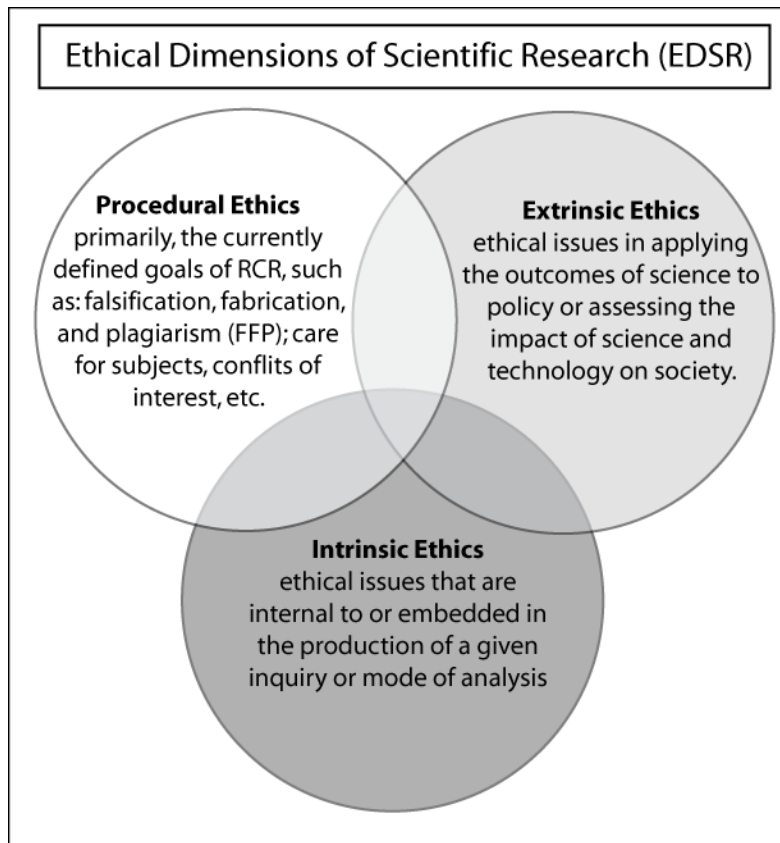 Ethical Dimensions of Scientific Research (EDSR)
Procedural Ethics
primarily, the currently
defined goals of RCR, such
as: falsification, fabrication,
and plagiarism (FFP); care
for subjects, conflits of
interest, etc.
Extrinsic Ethics
ethical issues in applying
the outcomes of science to
policy or assessing the
impact of science and
technology on society.
Intrinsic Ethics
ethical issues that are
internal to or embedded in
the production of a given
inquiry or mode of analysis